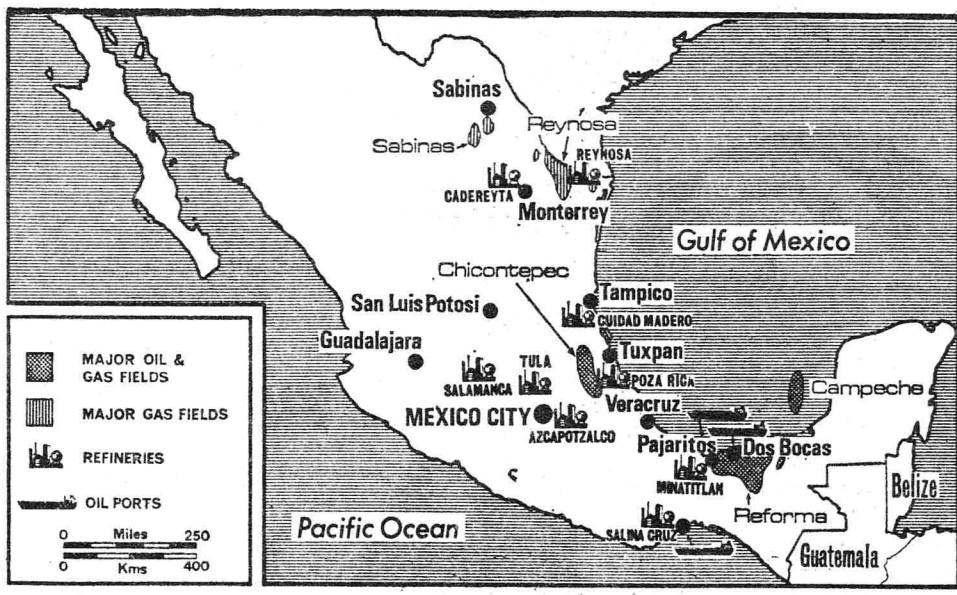 Sabinas
Reynosa
Sabinas
REYNOSA
CADEREYTA
Monterrey
Gulf of Mexico
Chicontepec
Tampico
San Luis Potosi
CUIDAD MADERO
Guadalajara
Tuxpan
TULA
SALAMANCA
POZA RICA
Campeche
Veracruz
MEXICO CITY
AZCAPOTZALCO
Pajaritos
Dos Bocas
MINATITLAN
Belize
Reforma
Pacific Ocean
SALINA CRUZ
Guatemala
MAJOR OIL &
GAS FIELDS
MAJOR GAS FIELDS
REFINERIES
OIL PORTS
0 Miles 250
0 Kms 400